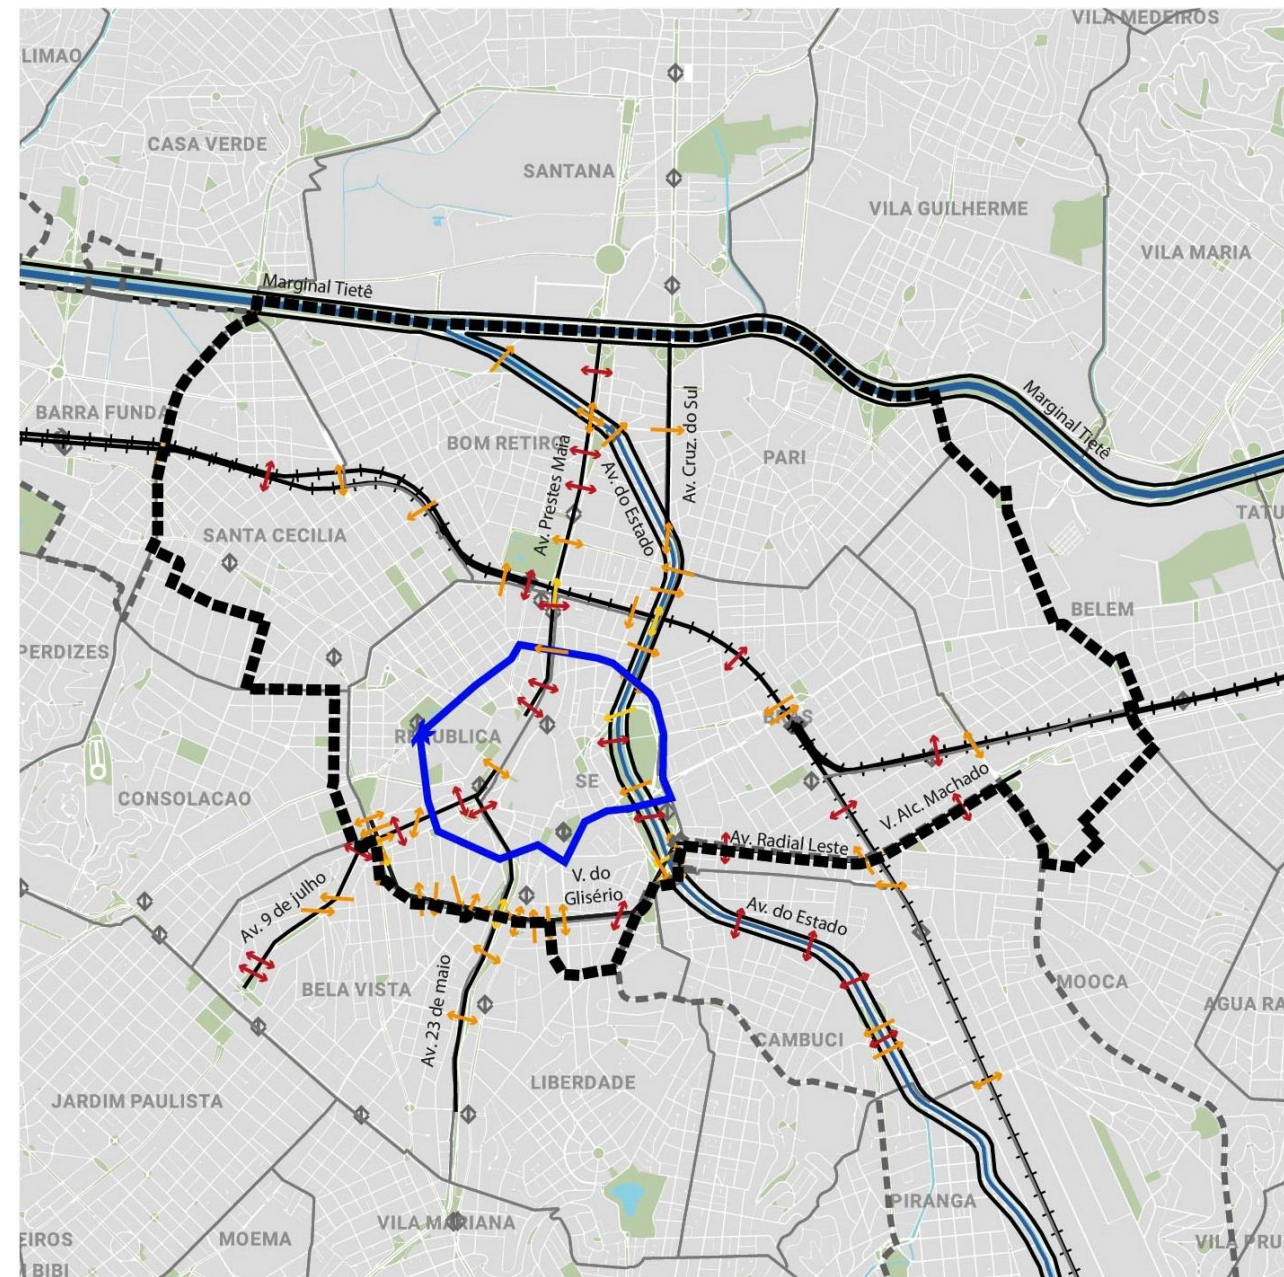 VILA MEDEIROS
LIMAO
CASA VERDE
SANTANA
VILA GUILHERME
VILA MARIA
Marginal Tietê
Marginal Tietê
BARRA FUNDA
BOM RETIRO
Av. Prestes Maia
Av. do Estado
Av. Cruz. do Sul
PARI
TATU
SANTA CECILIA
BELEM
PERDIZES
REPUBLICA
SE
CONSOLACAO
V. Alc. Machado
Av. Radial Leste
V. do
Glisério
Av. 9 de julho
Av. do Estado
BELA VISTA
Av. 23 de maio
MOOCA
AGUA RA
CAMBUCI
LIBERDADE
JARDIM PAULISTA
PIRANGA
VILA MARIANA
MOEMA
EIROS
BIBI
VILA PRU